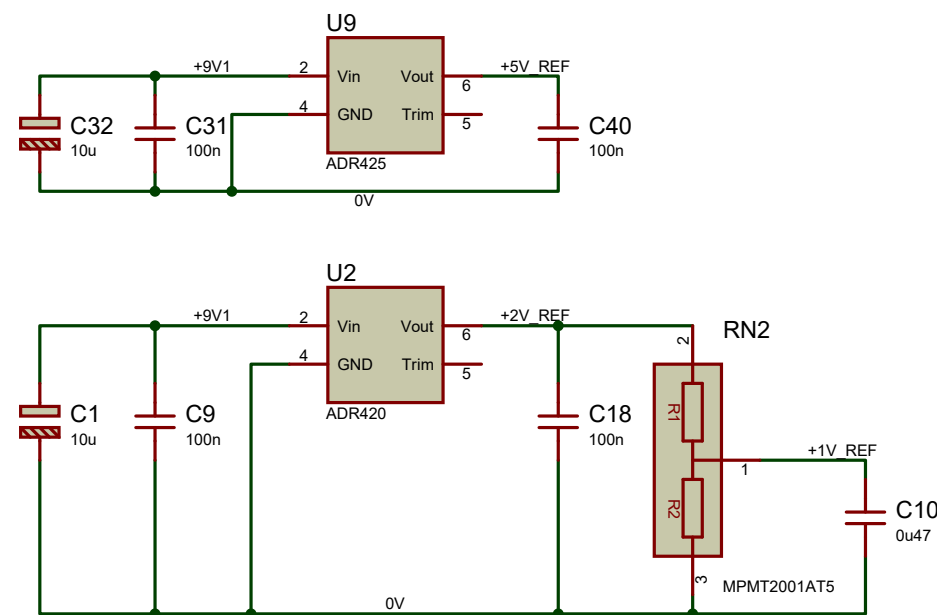 U9
+9V1
2
Vin
Vout
6
+5V_REF
4
GND
Trim
5
C32
10u
C31
100n
C40
100n
ADR425
0V
U2
+9V1
2
Vin
Vout
6
+2V_REF
4
GND
Trim
5
RN2
2
R1
C1
10u
C9
100n
ADR420
C18
100n
1
+1V_REF
R2
C10
0u47
3
MPMT2001AT5
0V